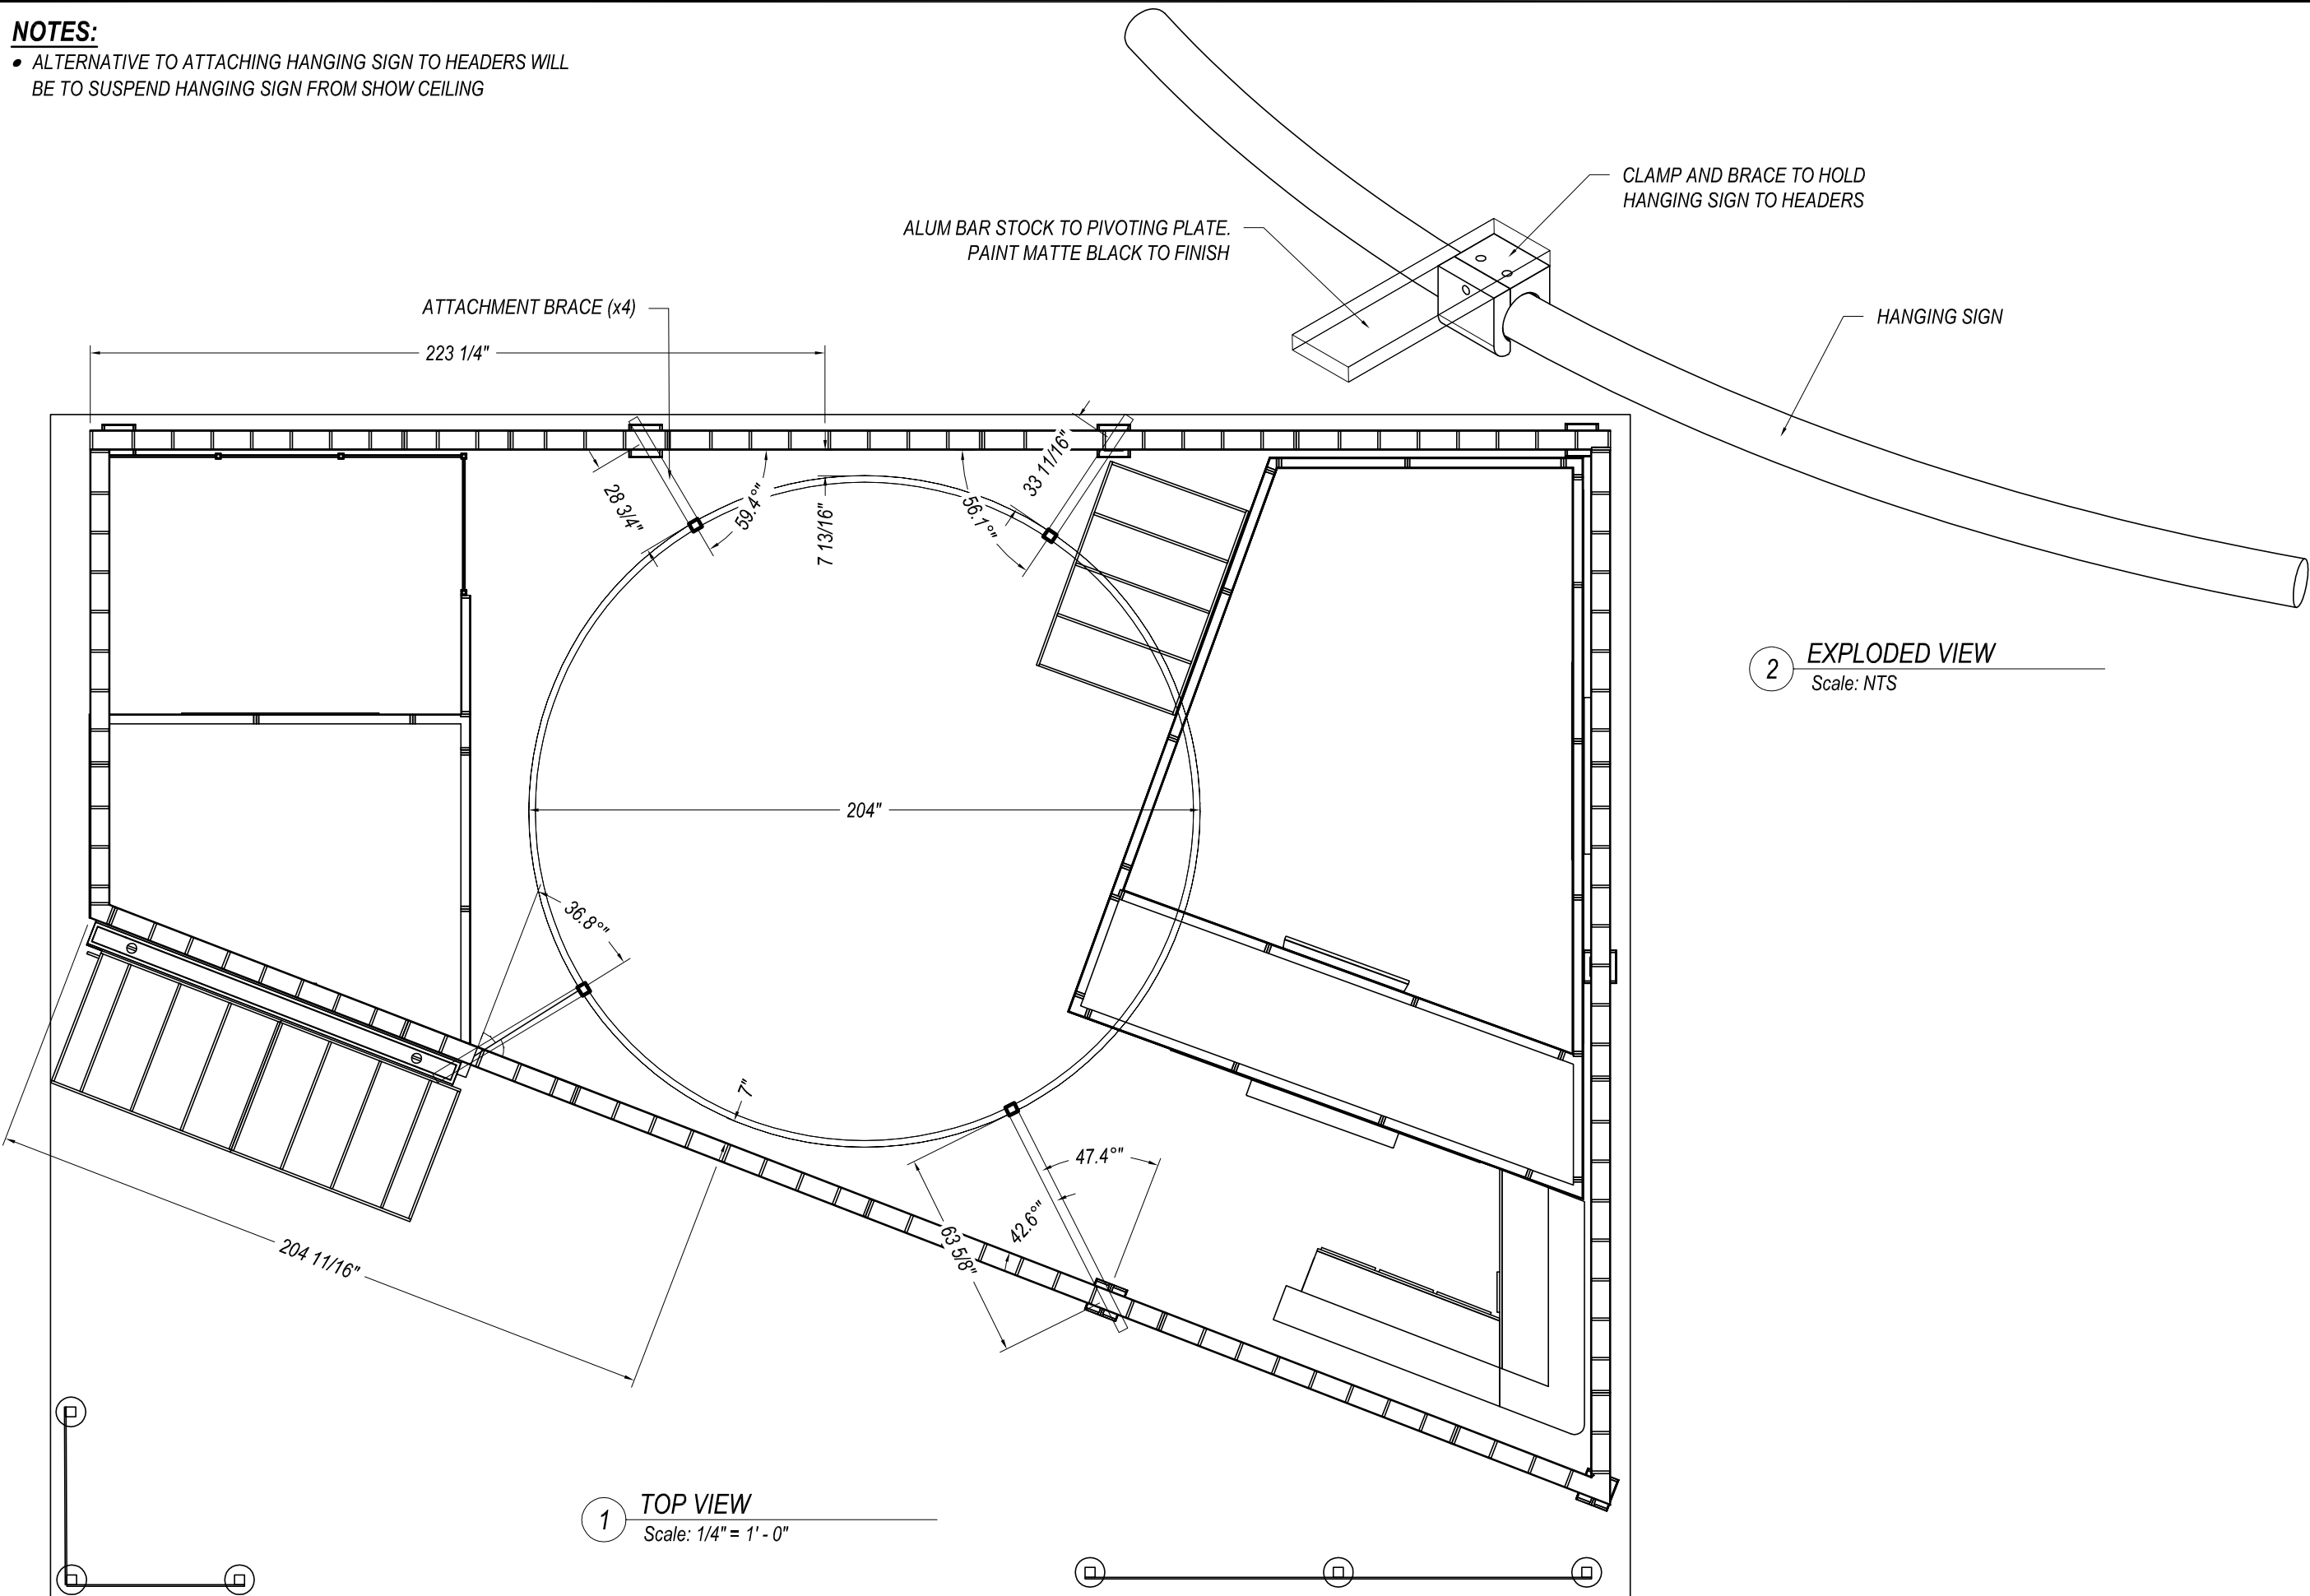 NOTES:
• ALTERNATIVE TO ATTACHING HANGING SIGN TO HEADERS WILL
BE TO SUSPEND HANGING SIGN FROM SHOW CEILING
CLAMP AND BRACE TO HOLD
HANGING SIGN TO HEADERS
ALUM BAR STOCK TO PIVOTING PLATE.
PAINT MATTE BLACK TO FINISH
HANGING SIGN
ATTACHMENT BRACE (x4)
223 1/4"
33 11/16"
28 3/4"
59.4°"
7 13/16"
56.1°"
2
EXPLODED VIEW
Scale: NTS
204"
36.8°"
7"
47.4°"
42.6°"
63 5/8"
204 11/16"
1
TOP VIEW
Scale: 1/4" = 1' - 0"